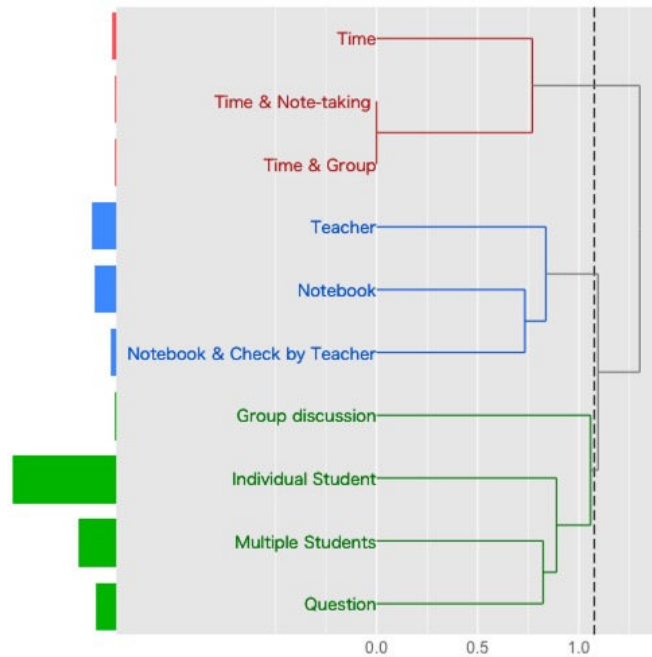 Time
Time & Note-taking
Time & Group
Teacher
Notebook
Notebook & Check by Teacher
Group discussion
Individual Student
Multiple Students
Question
0.0 0.5 1.0